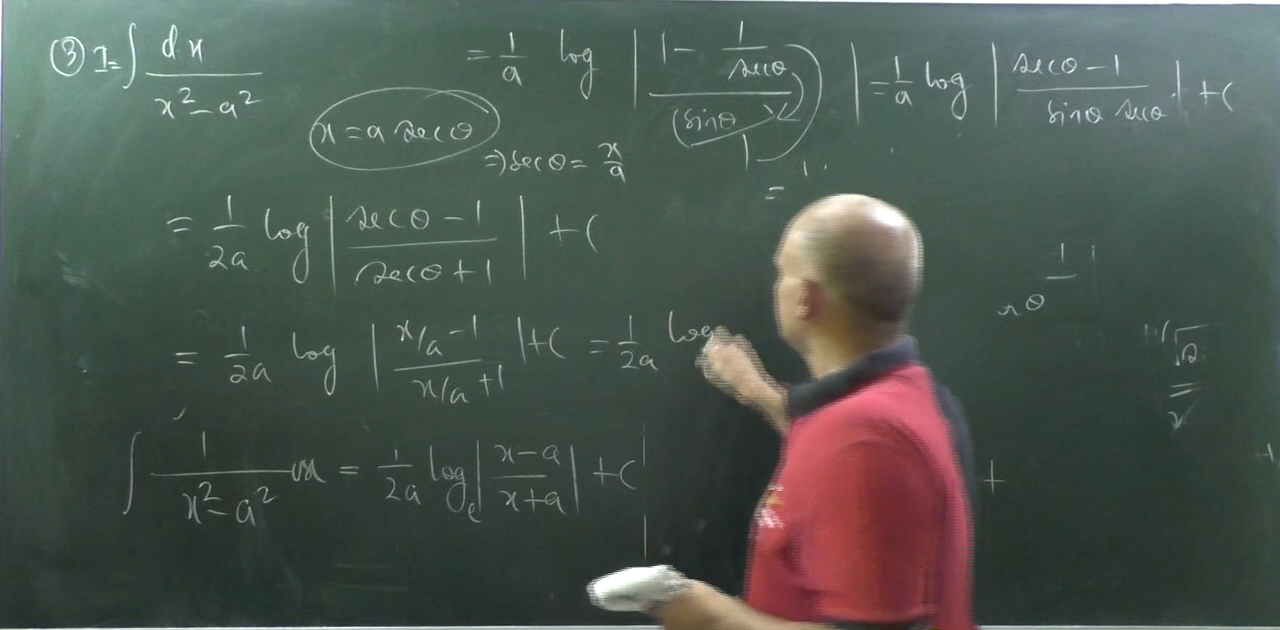 ③ I = ∫ dx / (x² - a²)
= 1/a log | (1 - 1/secθ) / (sinθ) / 1 | = 1/a log | (secθ - 1) / (sinθ secθ) | + C
x = a secθ
⇒ secθ = x/a
=
= 1/2a log | (secθ - 1) / (secθ + 1) | + C
= 1/2a log | (x/a - 1) / (x/a + 1) | + C = 1/2a log
∫ 1 / (x² - a²) dx = 1/2a logₑ | (x - a) / (x + a) | + C
+